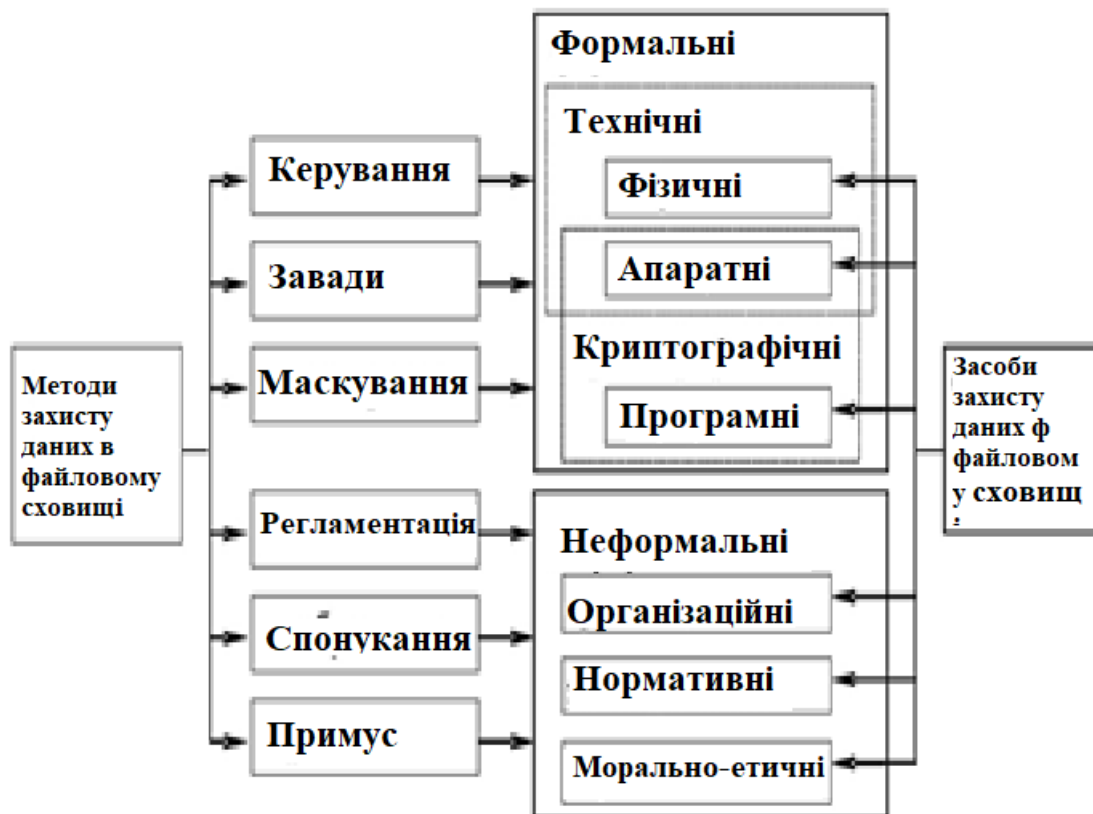 Методи
захисту
даних в
файловому
сховищі
Керування
Завади
Маскування
Регламентація
Спонукання
Примус
Формальні
Технічні
Фізичні
Апаратні
Криптографічні
Програмні
Неформальні
Організаційні
Нормативні
Морально-етичні
Засоби
захисту
даних ф
файловом
у сховищ